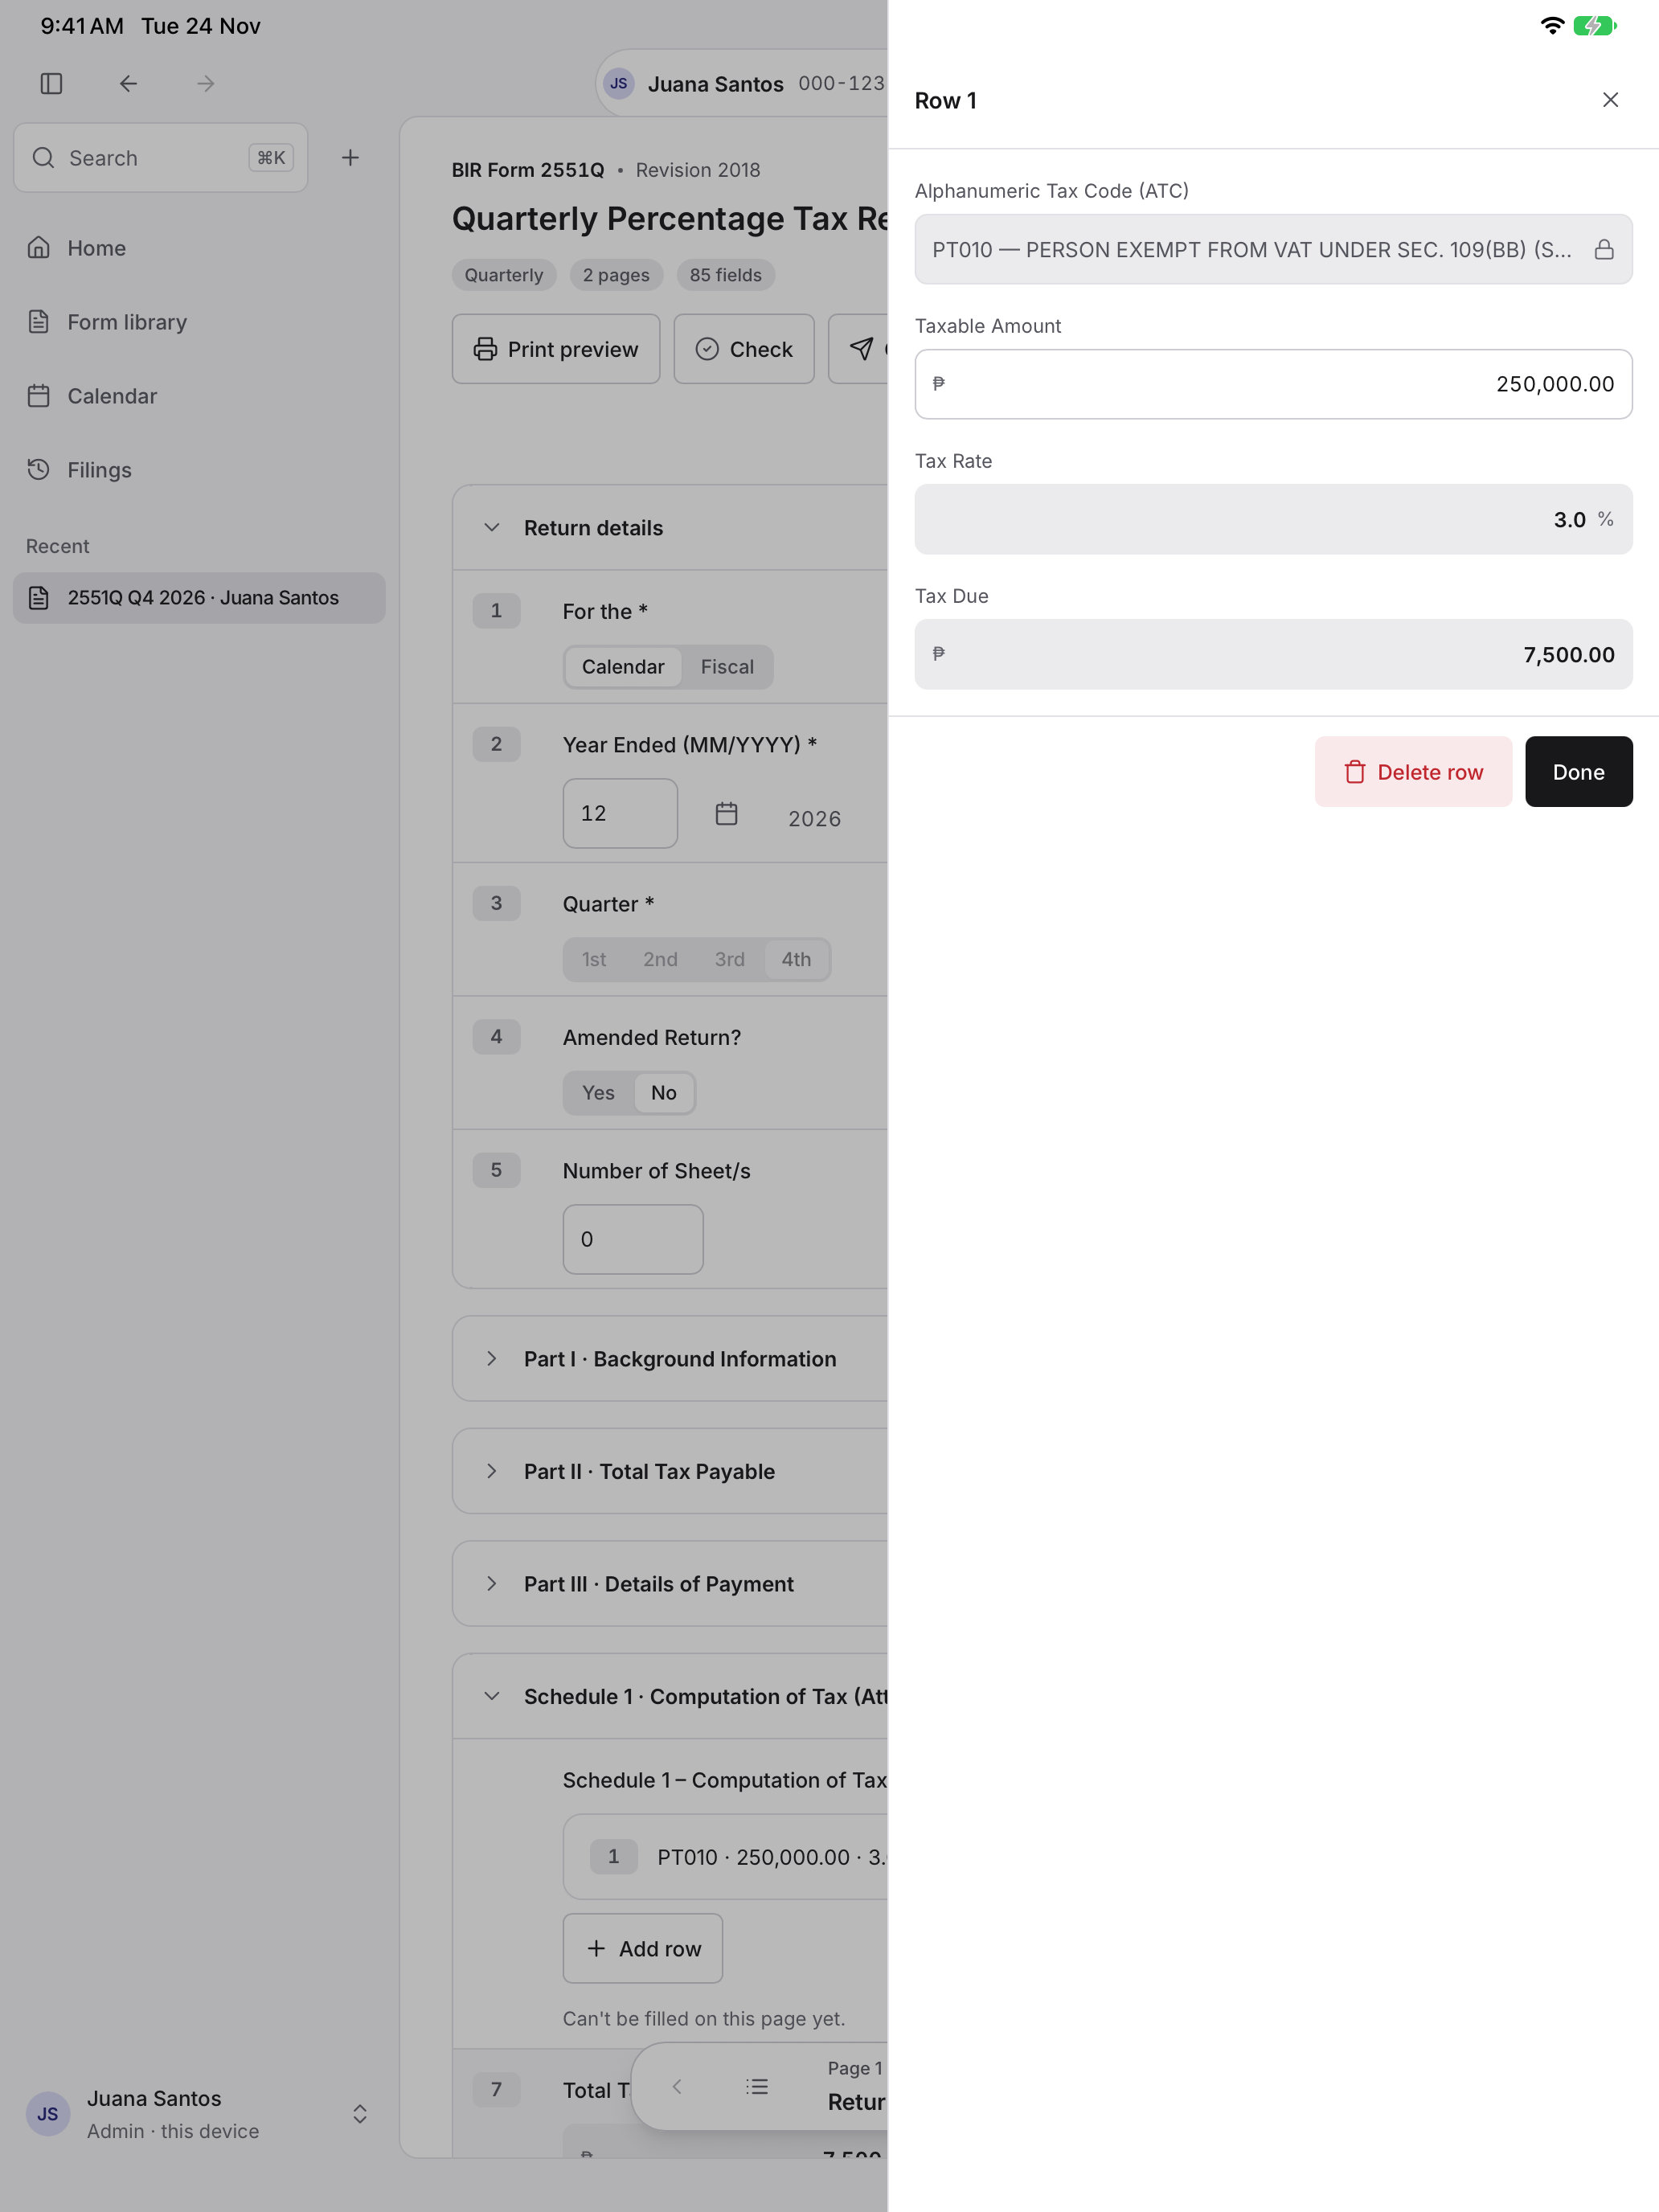 9:41 AM Tue 24 Nov
JS Juana Santos 000-123
Search ⌘K
Home
Form library
Calendar
Filings
Recent
2551Q Q4 2026 · Juana Santos
JS Juana Santos
Admin · this device
BIR Form 2551Q • Revision 2018
Quarterly Percentage Tax Re
Quarterly 2 pages 85 fields
Print preview Check
Return details
1 For the *
Calendar Fiscal
2 Year Ended (MM/YYYY) *
12 2026
3 Quarter *
1st 2nd 3rd 4th
4 Amended Return?
Yes No
5 Number of Sheet/s
0
Part I · Background Information
Part II · Total Tax Payable
Part III · Details of Payment
Schedule 1 · Computation of Tax (Att
Schedule 1 – Computation of Tax
1 PT010 · 250,000.00 · 3.
Add row
Can't be filled on this page yet.
7 Total T
Page 1
Retur
₱ 7,500
Row 1
Alphanumeric Tax Code (ATC)
PT010 — PERSON EXEMPT FROM VAT UNDER SEC. 109(BB) (S...
Taxable Amount
₱ 250,000.00
Tax Rate
3.0 %
Tax Due
₱ 7,500.00
Delete row Done